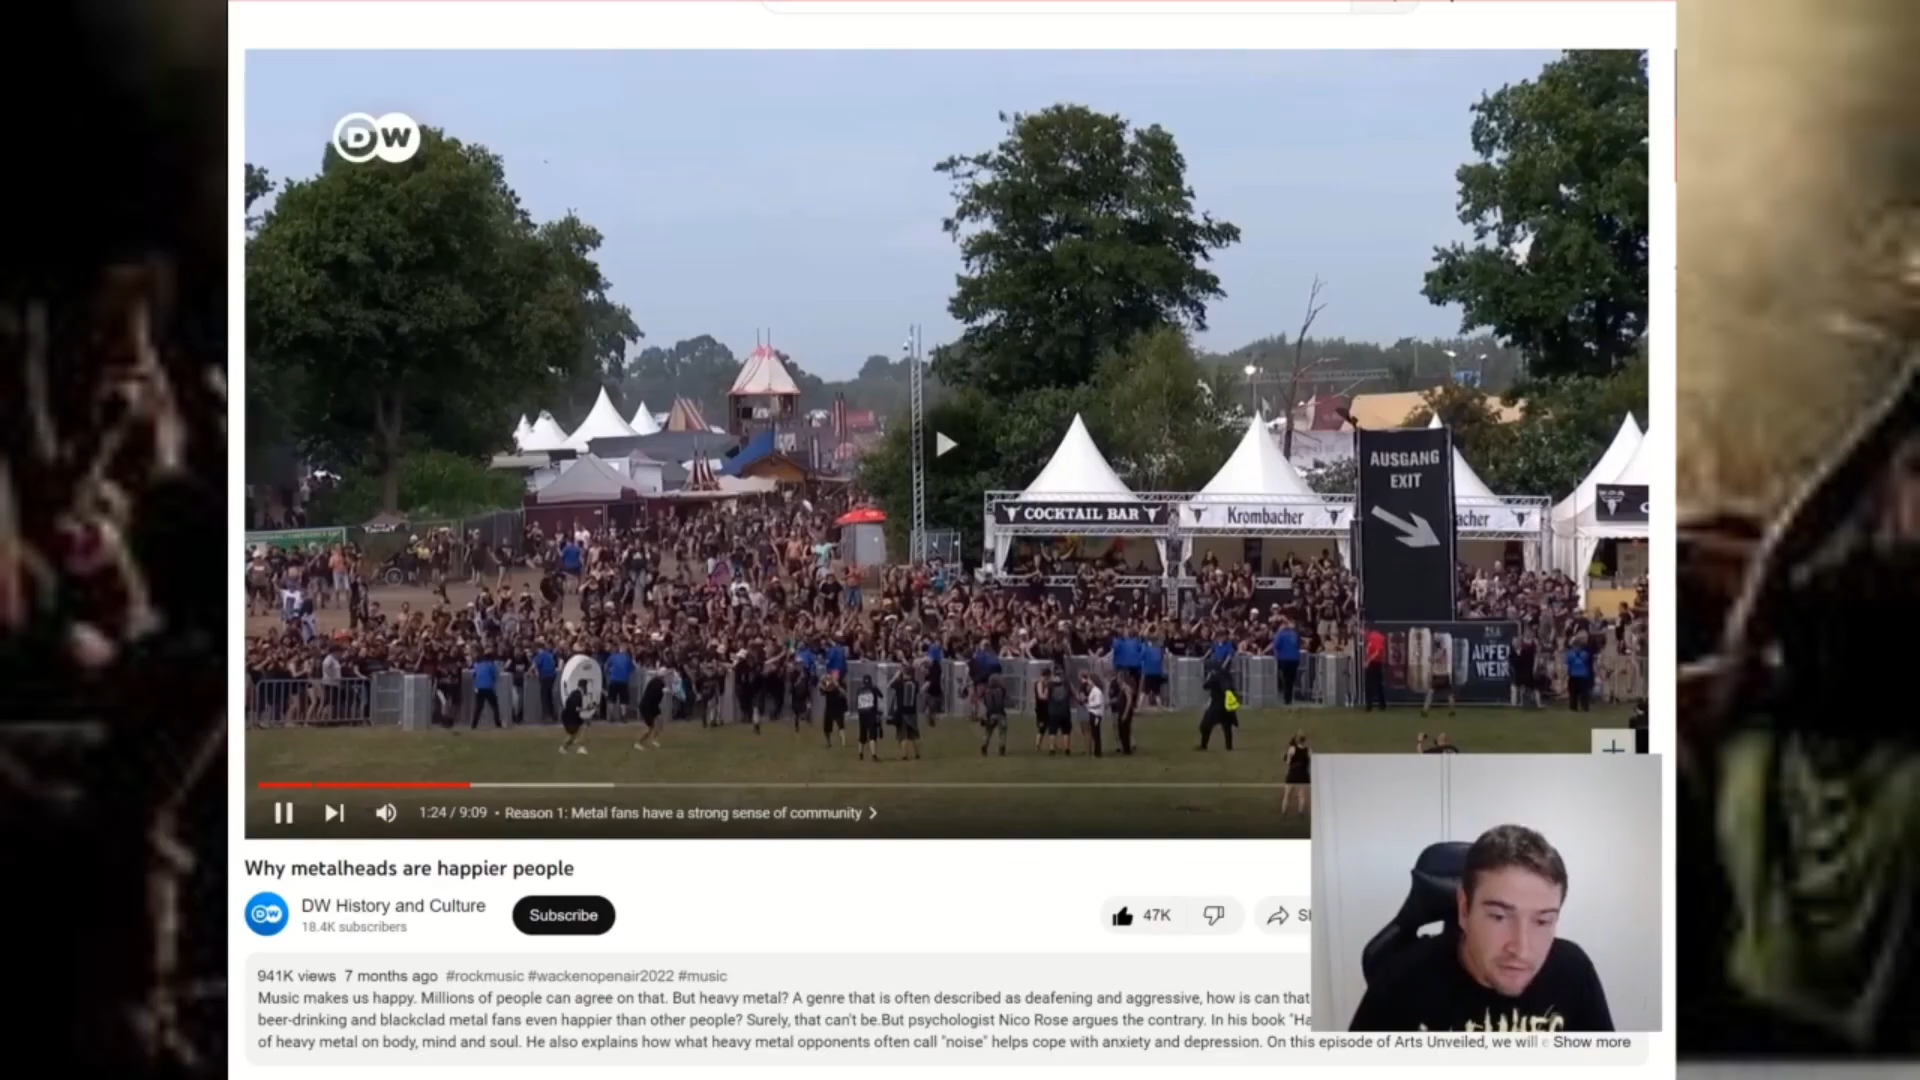 DW
AUSGANG
EXIT
COCKTAIL BAR
Krombacher
acher
APFEL
WEIN
1:24 / 9:09 • Reason 1: Metal fans have a strong sense of community
Why metalheads are happier people
DW
DW History and Culture
18.4K subscribers
Subscribe
47K
941K views 7 months ago #rockmusic #wackenopenair2022 #music
Music makes us happy. Millions of people can agree on that. But heavy metal? A genre that is often described as deafening and aggressive, how is can that
beer-drinking and blackclad metal fans even happier than other people? Surely, that can't be.But psychologist Nico Rose argues the contrary. In his book "Ha
of heavy metal on body, mind and soul. He also explains how what heavy metal opponents often call "noise" helps cope with anxiety and depression. On this episode of Arts Unveiled, we will
Show more